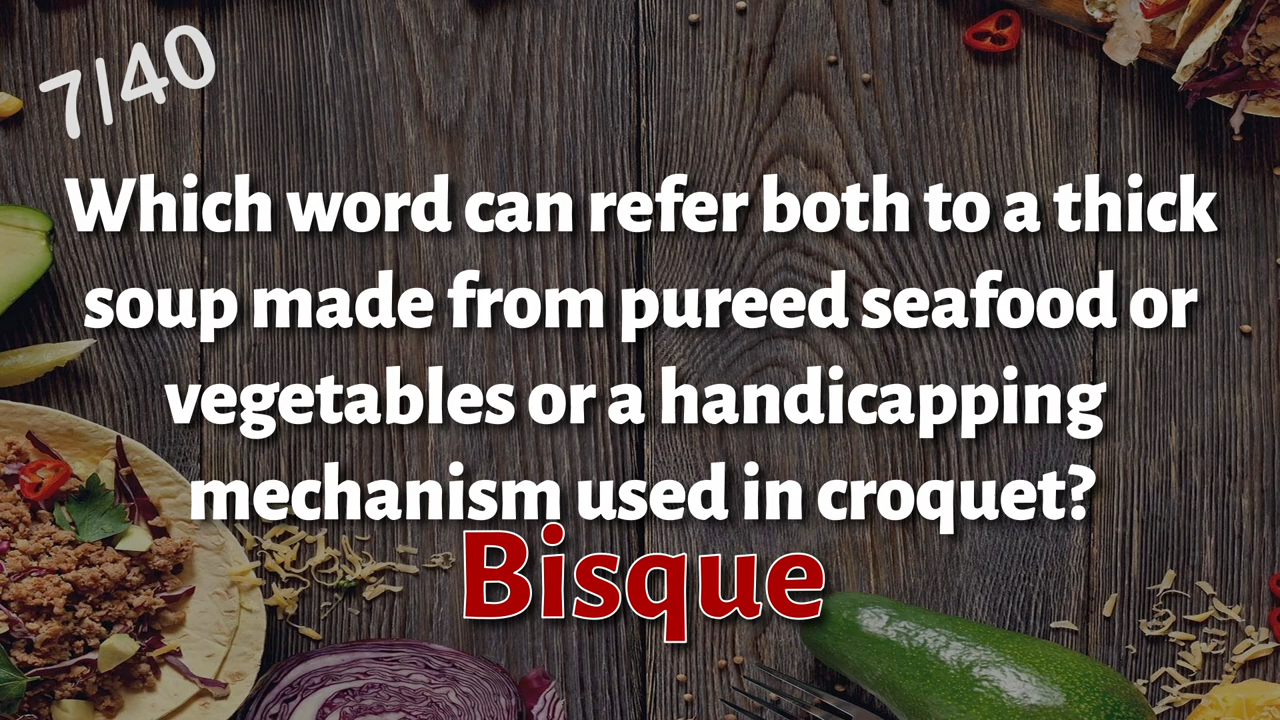 7/40
Which word can refer both to a thick
soup made from pureed seafood or
vegetables or a handicapping
mechanism used in croquet?
Bisque